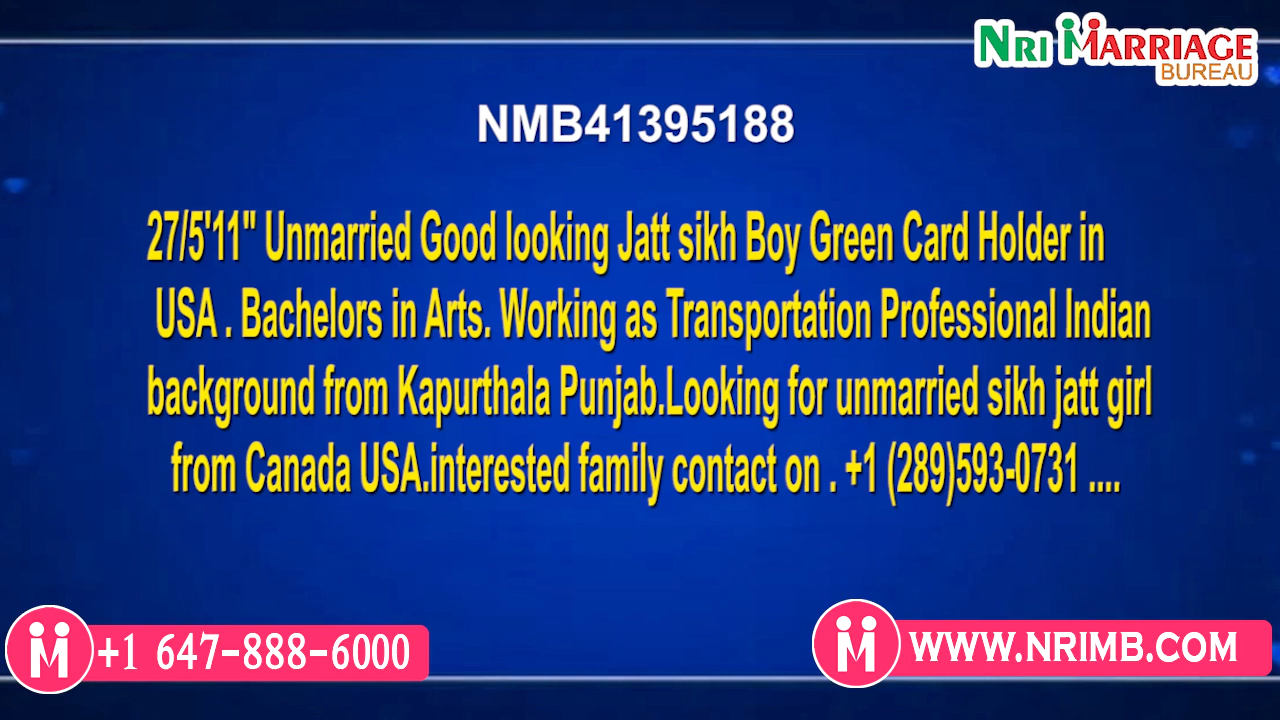 NRI MARRIAGE
BUREAU
NMB41395188
27/5'11" Unmarried Good looking Jatt sikh Boy Green Card Holder in
USA . Bachelors in Arts. Working as Transportation Professional Indian
background from Kapurthala Punjab.Looking for unmarried sikh jatt girl
from Canada USA.interested family contact on . +1 (289)593-0731 ....
+1 647-888-6000
WWW.NRIMB.COM